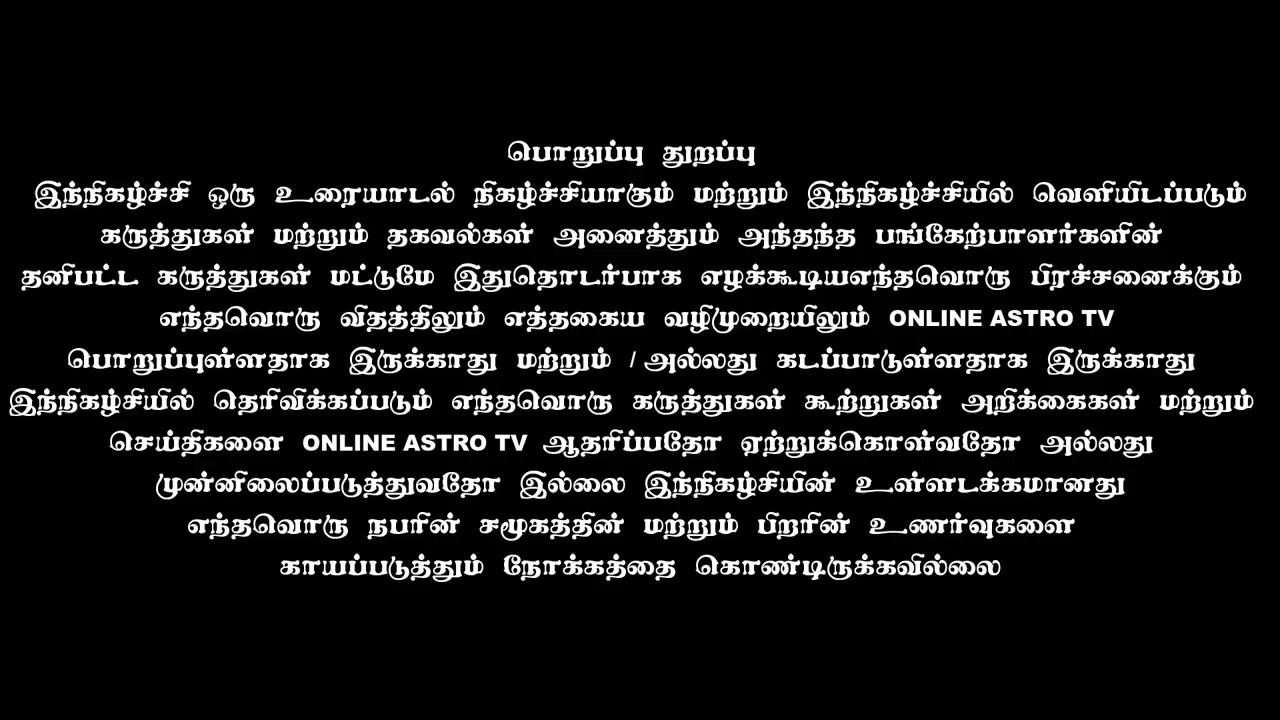 பொறுப்பு துறப்பு
இந்நிகழ்ச்சி ஒரு உரையாடல் நிகழ்ச்சியாகும் மற்றும் இந்நிகழ்ச்சியில் வெளியிடப்படும்
கருத்துகள் மற்றும் தகவல்கள் அனைத்தும் அந்தந்த பங்கேற்பாளர்களின்
தனிபட்ட கருத்துகள் மட்டுமே இதுதொடர்பாக எழக்கூடியஎந்தவொரு பிரச்சனைக்கும்
எந்தவொரு விதத்திலும் எத்தகைய வழிமுறையிலும் ONLINE ASTRO TV
பொறுப்புள்ளதாக இருக்காது மற்றும் / அல்லது கடப்பாடுள்ளதாக இருக்காது
இந்நிகழ்சியில் தெரிவிக்கப்படும் எந்தவொரு கருத்துகள் கூற்றுகள் அறிக்கைகள் மற்றும்
செய்திகளை ONLINE ASTRO TV ஆதரிப்பதோ ஏற்றுக்கொள்வதோ அல்லது
முன்னிலைப்படுத்துவதோ இல்லை இந்நிகழ்சியின் உள்ளடக்கமானது
எந்தவொரு நபரின் சமூகத்தின் மற்றும் பிறரின் உணர்வுகளை
காயப்படுத்தும் நோக்கத்தை கொண்டிருக்கவில்லை